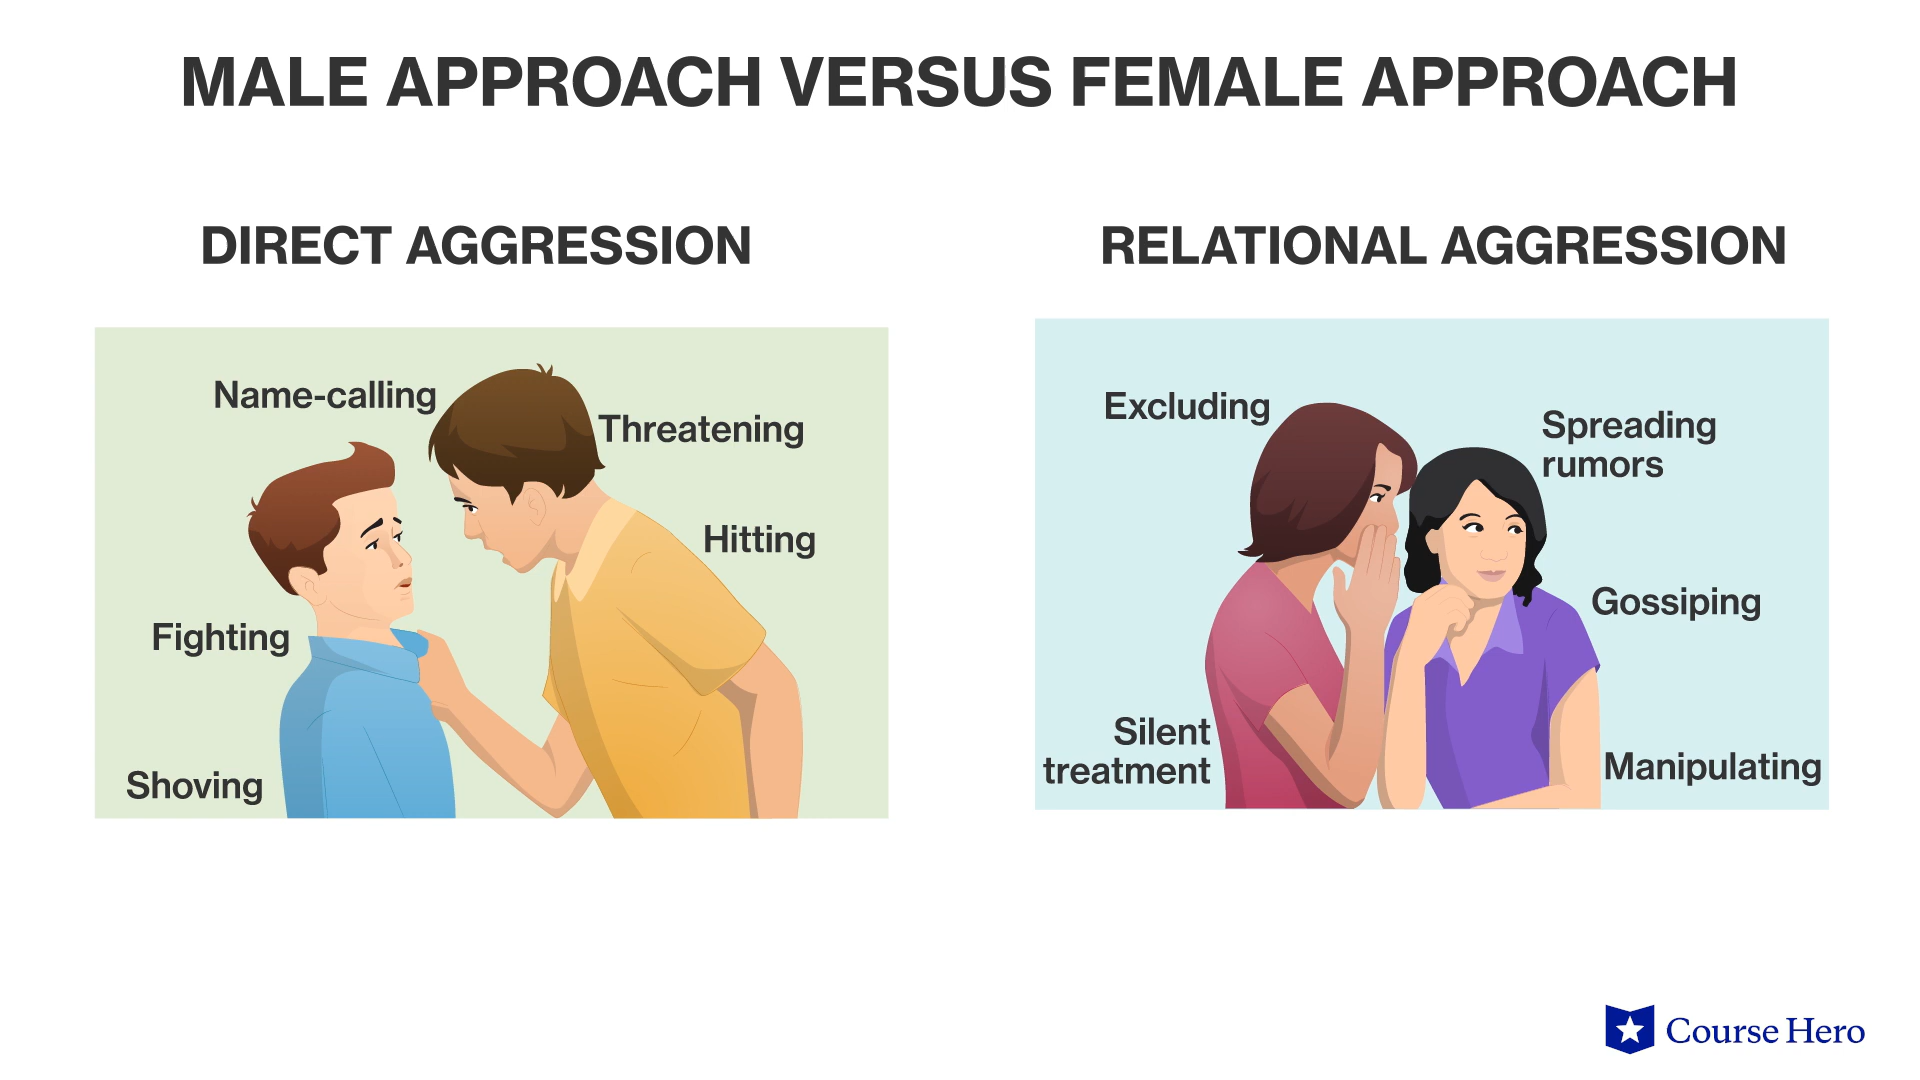 MALE APPROACH VERSUS FEMALE APPROACH
DIRECT AGGRESSION
Name-calling
Threatening
Hitting
Fighting
Shoving
RELATIONAL AGGRESSION
Excluding
Spreading
rumors
Gossiping
Silent
treatment
Manipulating
Course Hero